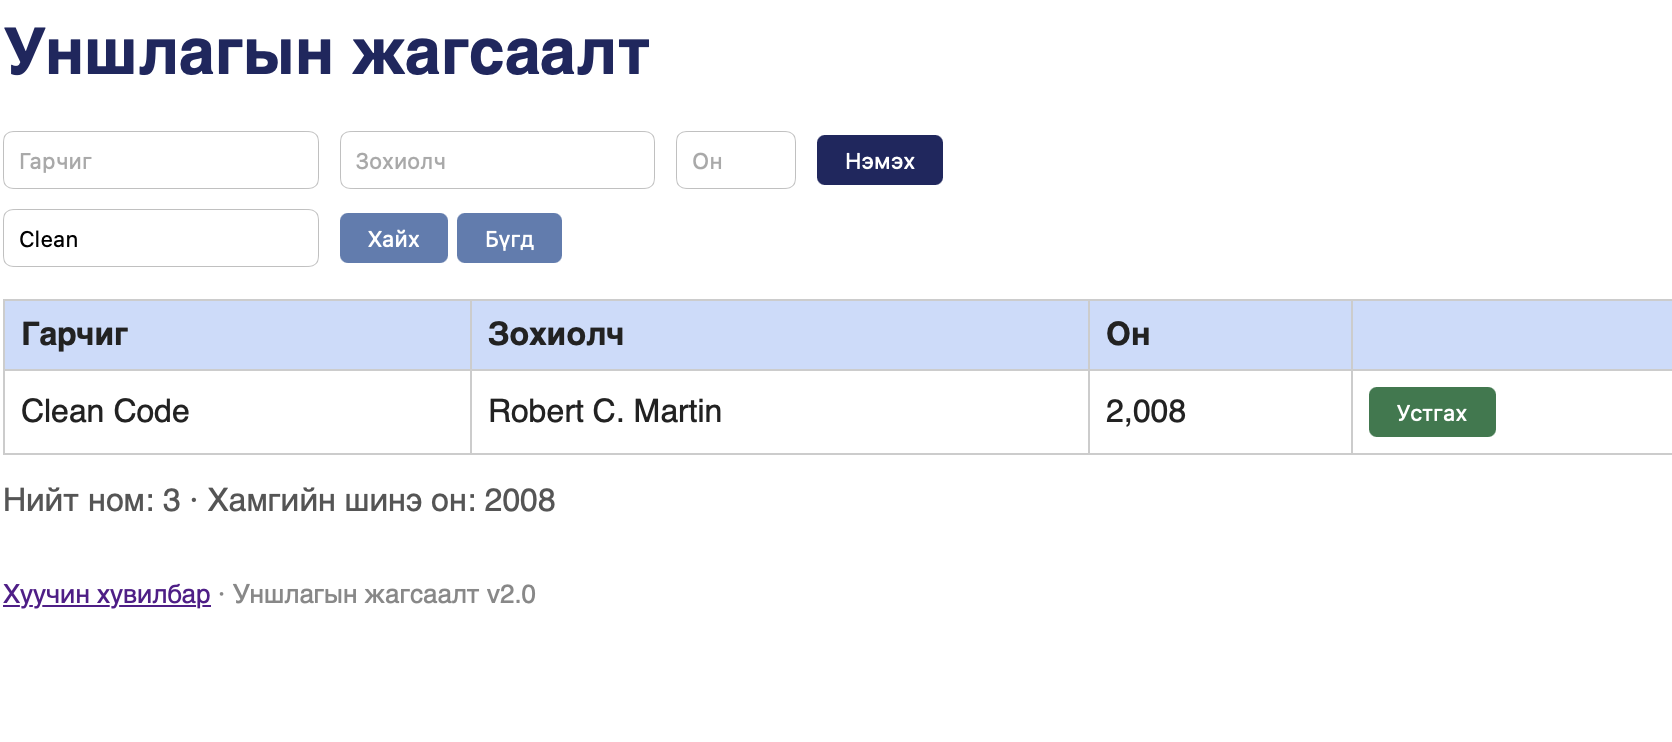 Уншлагын жагсаалт
Гарчиг Зохиолч Он Нэмэх
Clean Хайх Бүгд
Гарчиг Зохиолч Он
Clean Code Robert C. Martin 2,008 Устгах
Нийт ном: 3 · Хамгийн шинэ он: 2008
Хуучин хувилбар · Уншлагын жагсаалт v2.0